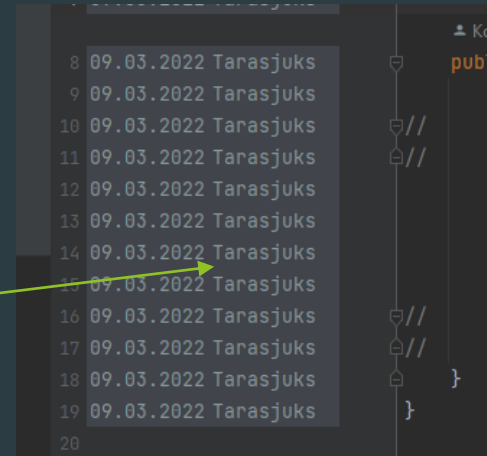 Ko
8 09.03.2022 Tarasjuks publ
9 09.03.2022 Tarasjuks
10 09.03.2022 Tarasjuks //
11 09.03.2022 Tarasjuks //
12 09.03.2022 Tarasjuks
13 09.03.2022 Tarasjuks
14 09.03.2022 Tarasjuks
15 09.03.2022 Tarasjuks
16 09.03.2022 Tarasjuks //
17 09.03.2022 Tarasjuks //
18 09.03.2022 Tarasjuks }
19 09.03.2022 Tarasjuks }
20